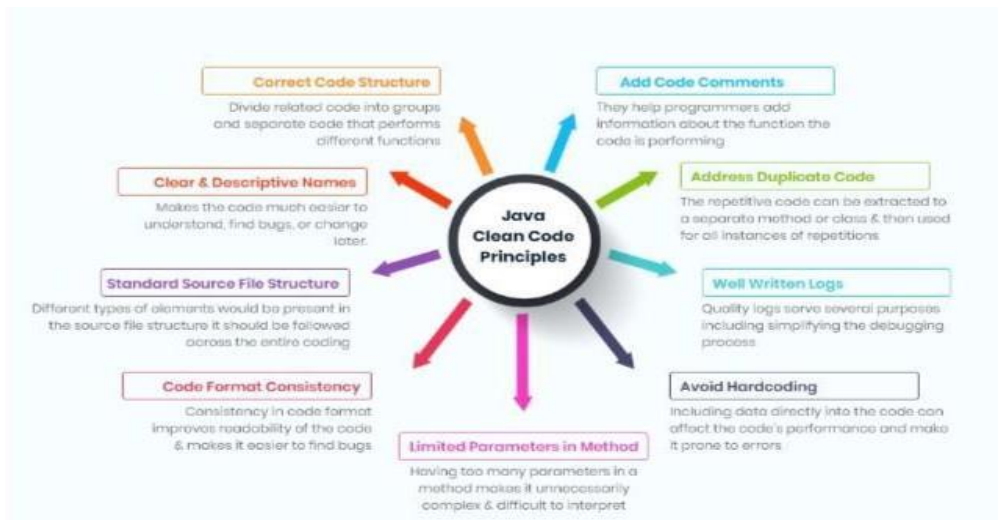 Java
Clean Code
Principles
Correct Code Structure
Divide related code into groups
and separate code that performs
different functions
Add Code Comments
They help programmers add
information about the function the
code is performing
Clear & Descriptive Names
Makes the code much easier to
understand, find bugs, or change
later.
Address Duplicate Code
The repetitive code can be extracted to
a separate method or class & then used
for all instances of repetitions
Standard Source File Structure
Different types of elements would be present in
the source file structure it should be followed
across the entire coding
Well Written Logs
Quality logs serve several purposes
including simplifying the debugging
process
Code Format Consistency
Consistency in code format
improves readability of the code
& makes it easier to find bugs
Avoid Hardcoding
Including data directly into the code can
affect the code's performance and make
it prone to errors
Limited Parameters in Method
Having too many parameters in a
method makes it unnecessarily
complex & difficult to interpret